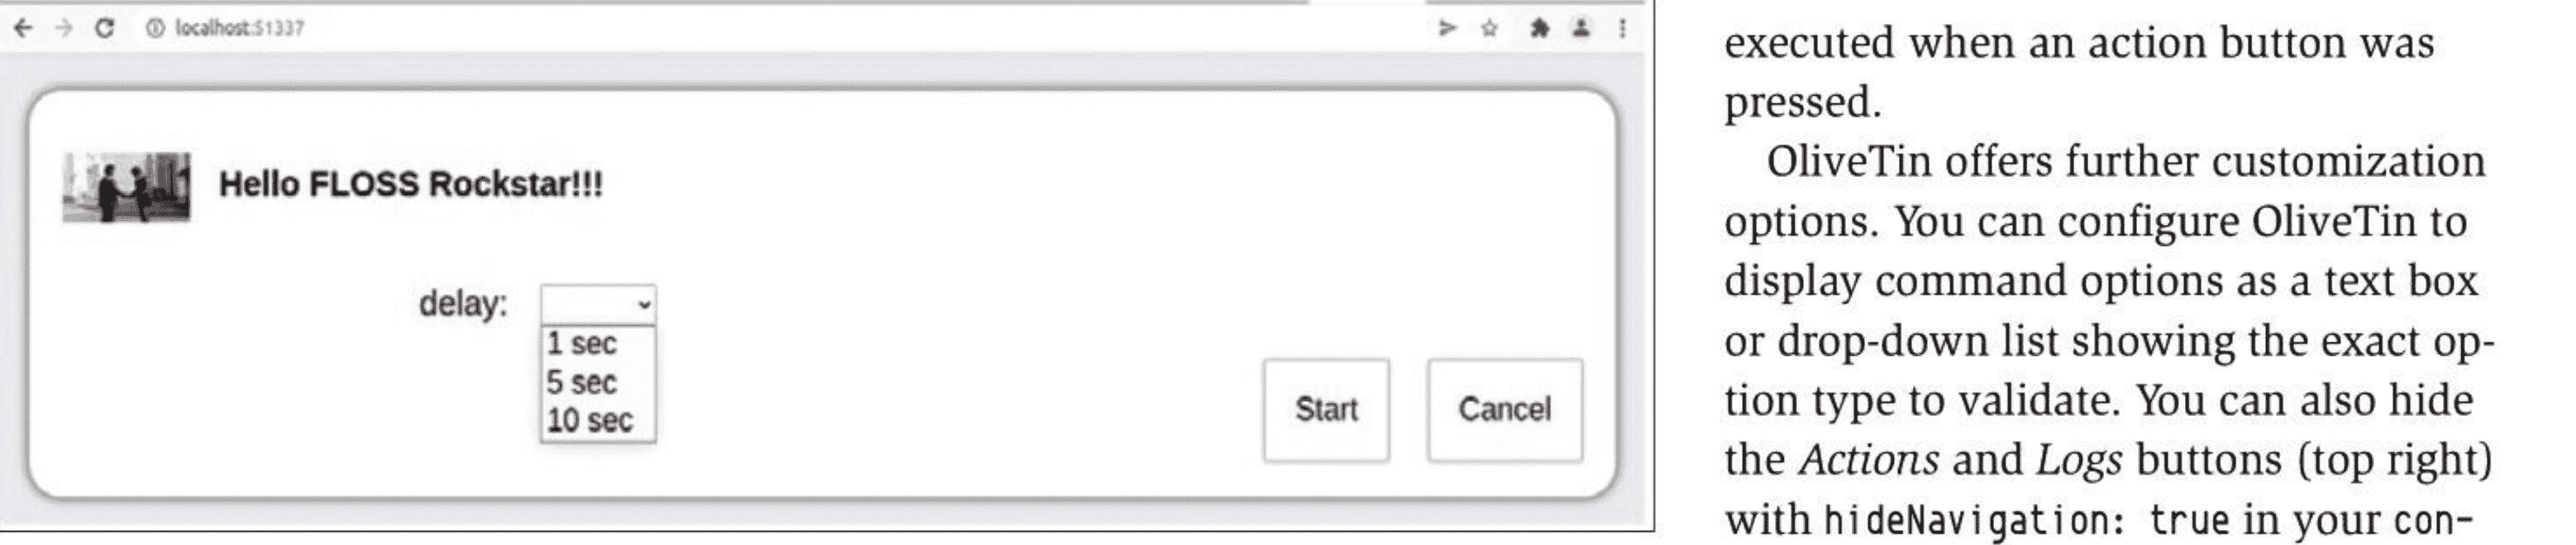 localhost:51337
Hello FLOSS Rockstar!!!
delay:
1 sec
5 sec
10 sec
Start
Cancel
executed when an action button was
pressed.
OliveTin offers further customization
options. You can configure OliveTin to
display command options as a text box
or drop-down list showing the exact op-
tion type to validate. You can also hide
the Actions and Logs buttons (top right)
with hideNavigation: true in your con-